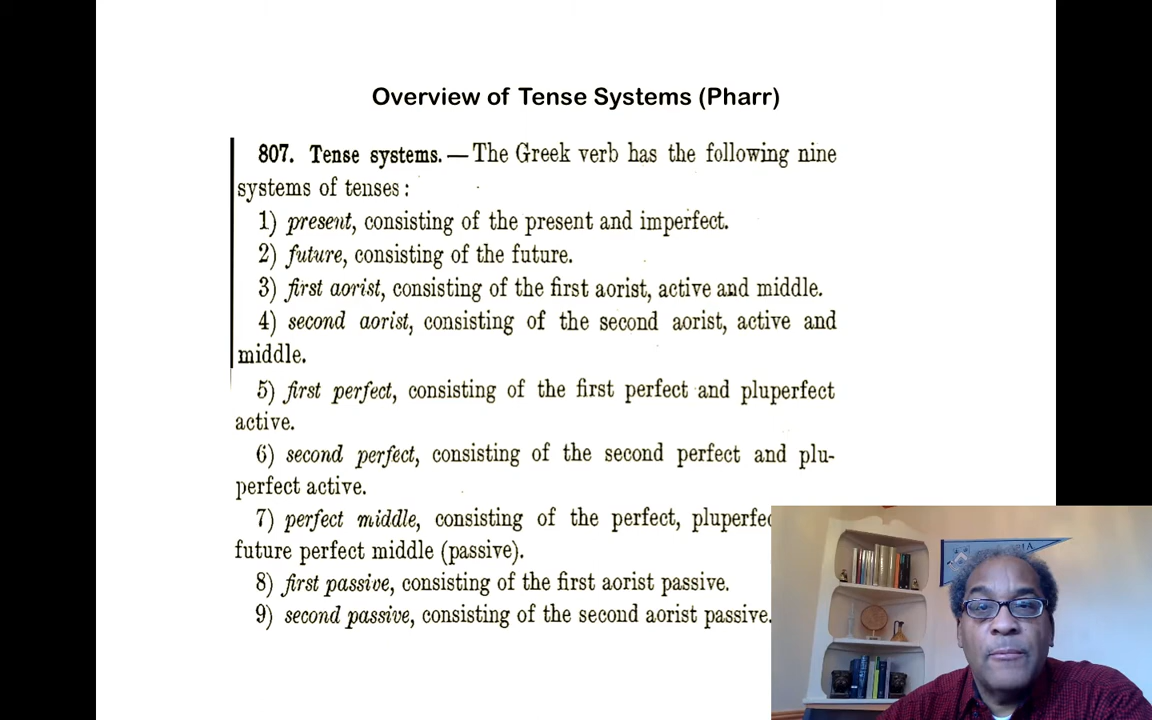 Overview of Tense Systems (Pharr)
807. Tense systems. — The Greek verb has the following nine
systems of tenses :
1) present, consisting of the present and imperfect.
2) future, consisting of the future.
3) first aorist, consisting of the first aorist, active and middle.
4) second aorist, consisting of the second aorist, active and
middle.
5) first perfect, consisting of the first perfect and pluperfect
active.
6) second perfect, consisting of the second perfect and plu-
perfect active.
7) perfect middle, consisting of the perfect, pluperfec
future perfect middle (passive).
8) first passive, consisting of the first aorist passive.
9) second passive, consisting of the second aorist passive.